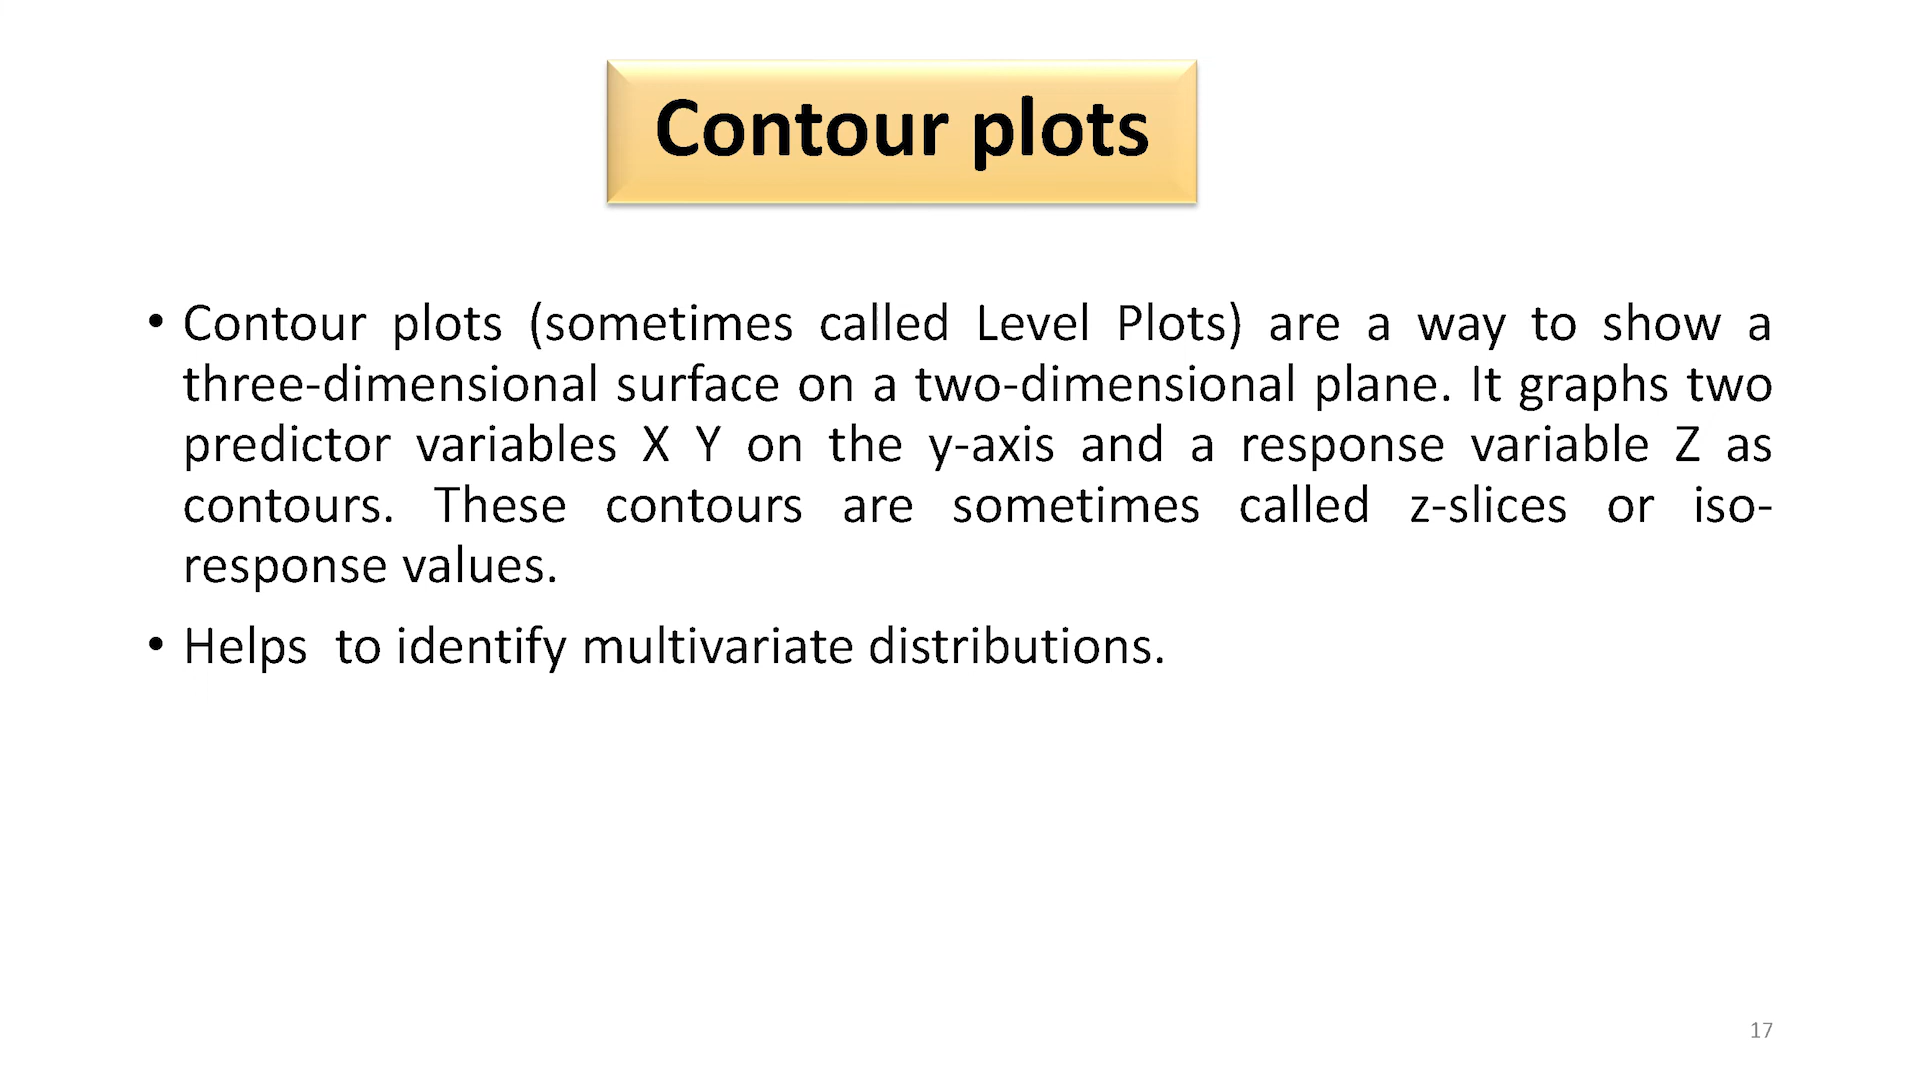 Contour plots
• Contour plots (sometimes called Level Plots) are a way to show a
three-dimensional surface on a two-dimensional plane. It graphs two
predictor variables X Y on the y-axis and a response variable Z as
contours. These contours are sometimes called z-slices or iso-
response values.
• Helps  to identify multivariate distributions.
17